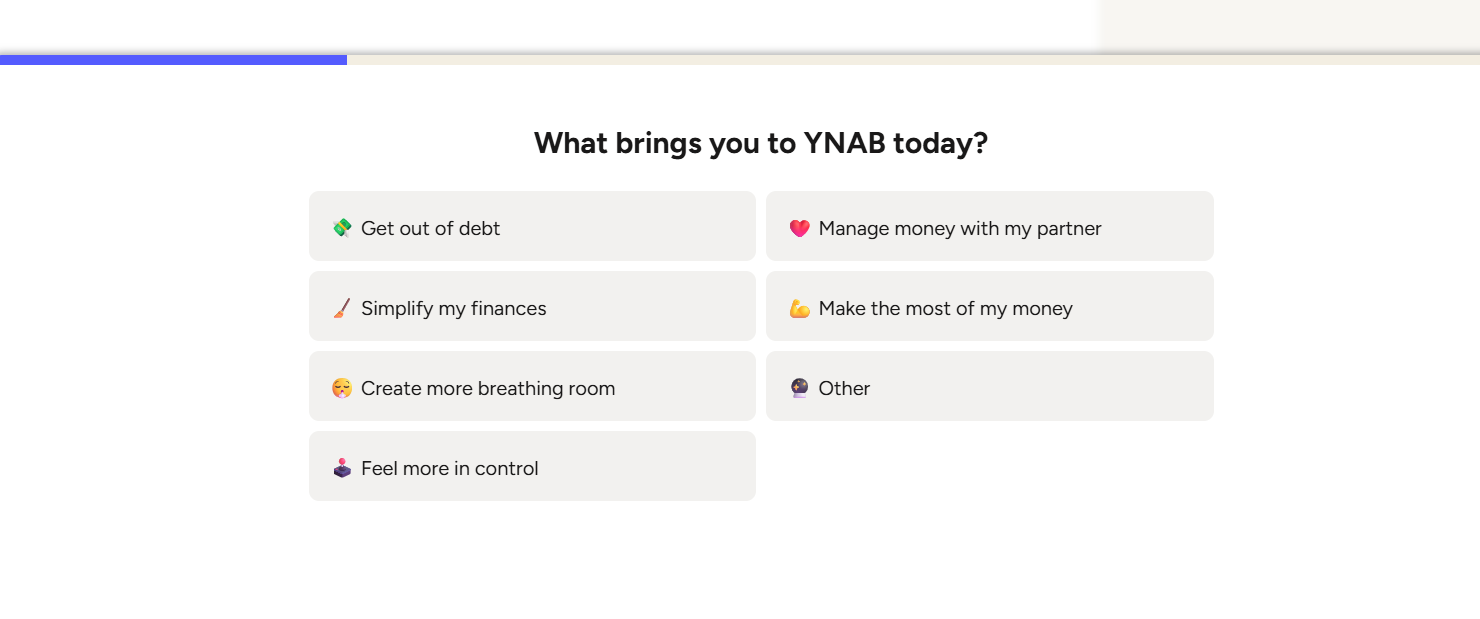 What brings you to YNAB today?
Get out of debt
Manage money with my partner
Simplify my finances
Make the most of my money
Create more breathing room
Other
Feel more in control